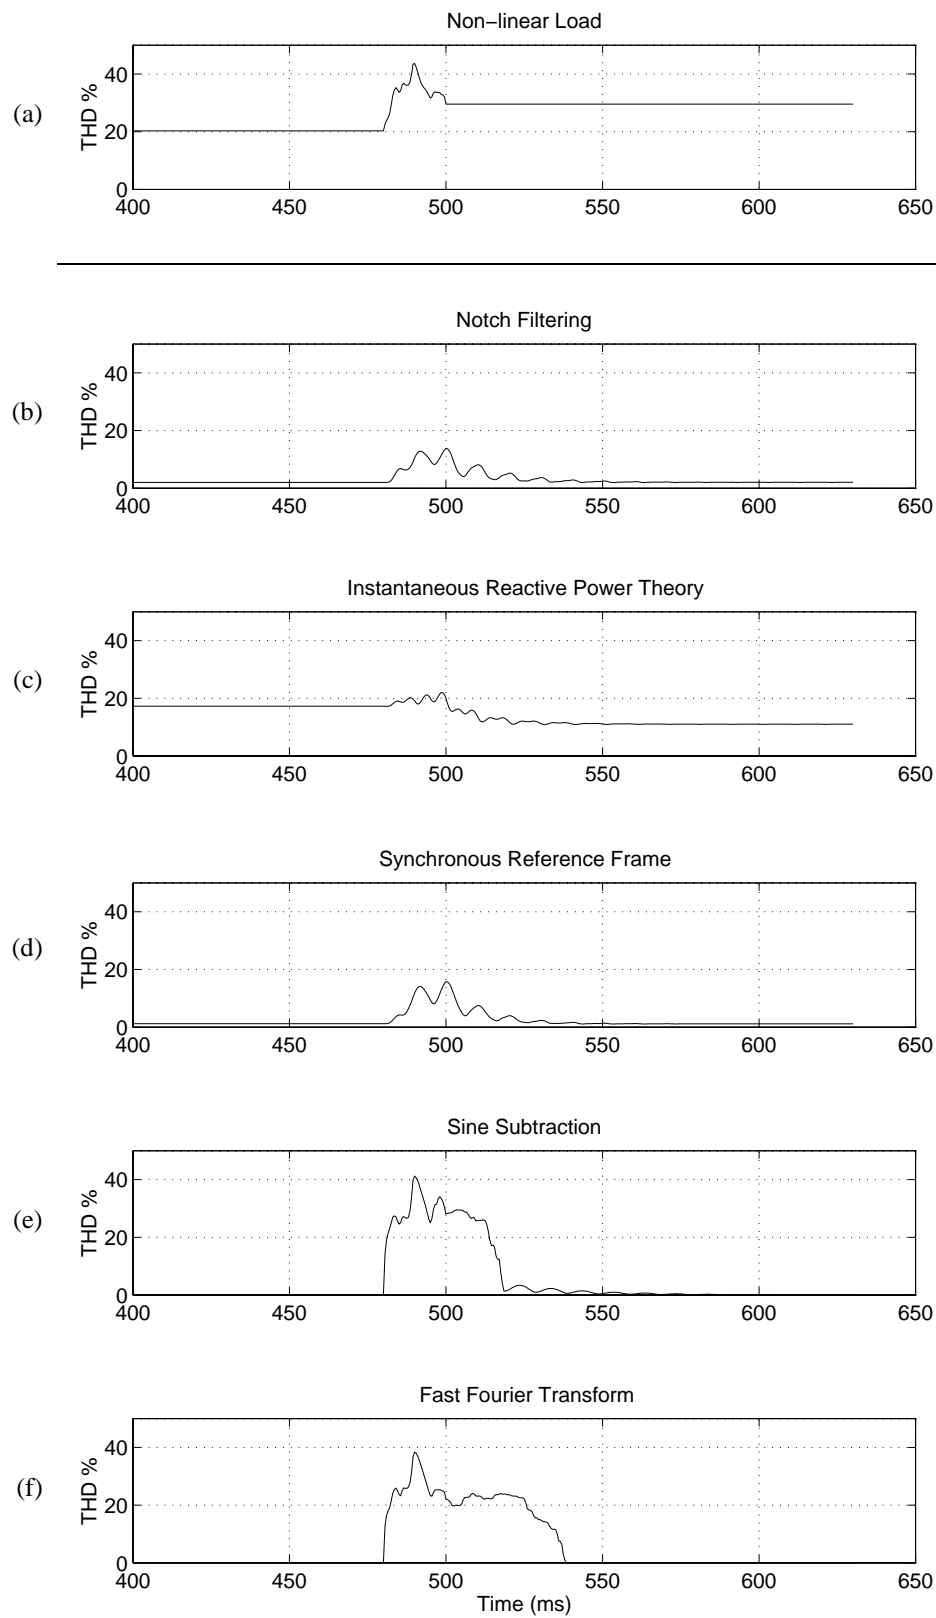 Non−linear Load
(a)
THD %
40
20
0
400 450 500 550 600 650
Notch Filtering
(b)
THD %
40
20
0
400 450 500 550 600 650
Instantaneous Reactive Power Theory
(c)
THD %
40
20
0
400 450 500 550 600 650
Synchronous Reference Frame
(d)
THD %
40
20
0
400 450 500 550 600 650
Sine Subtraction
(e)
THD %
40
20
0
400 450 500 550 600 650
Fast Fourier Transform
(f)
THD %
40
20
0
400 450 500 550 600 650
Time (ms)